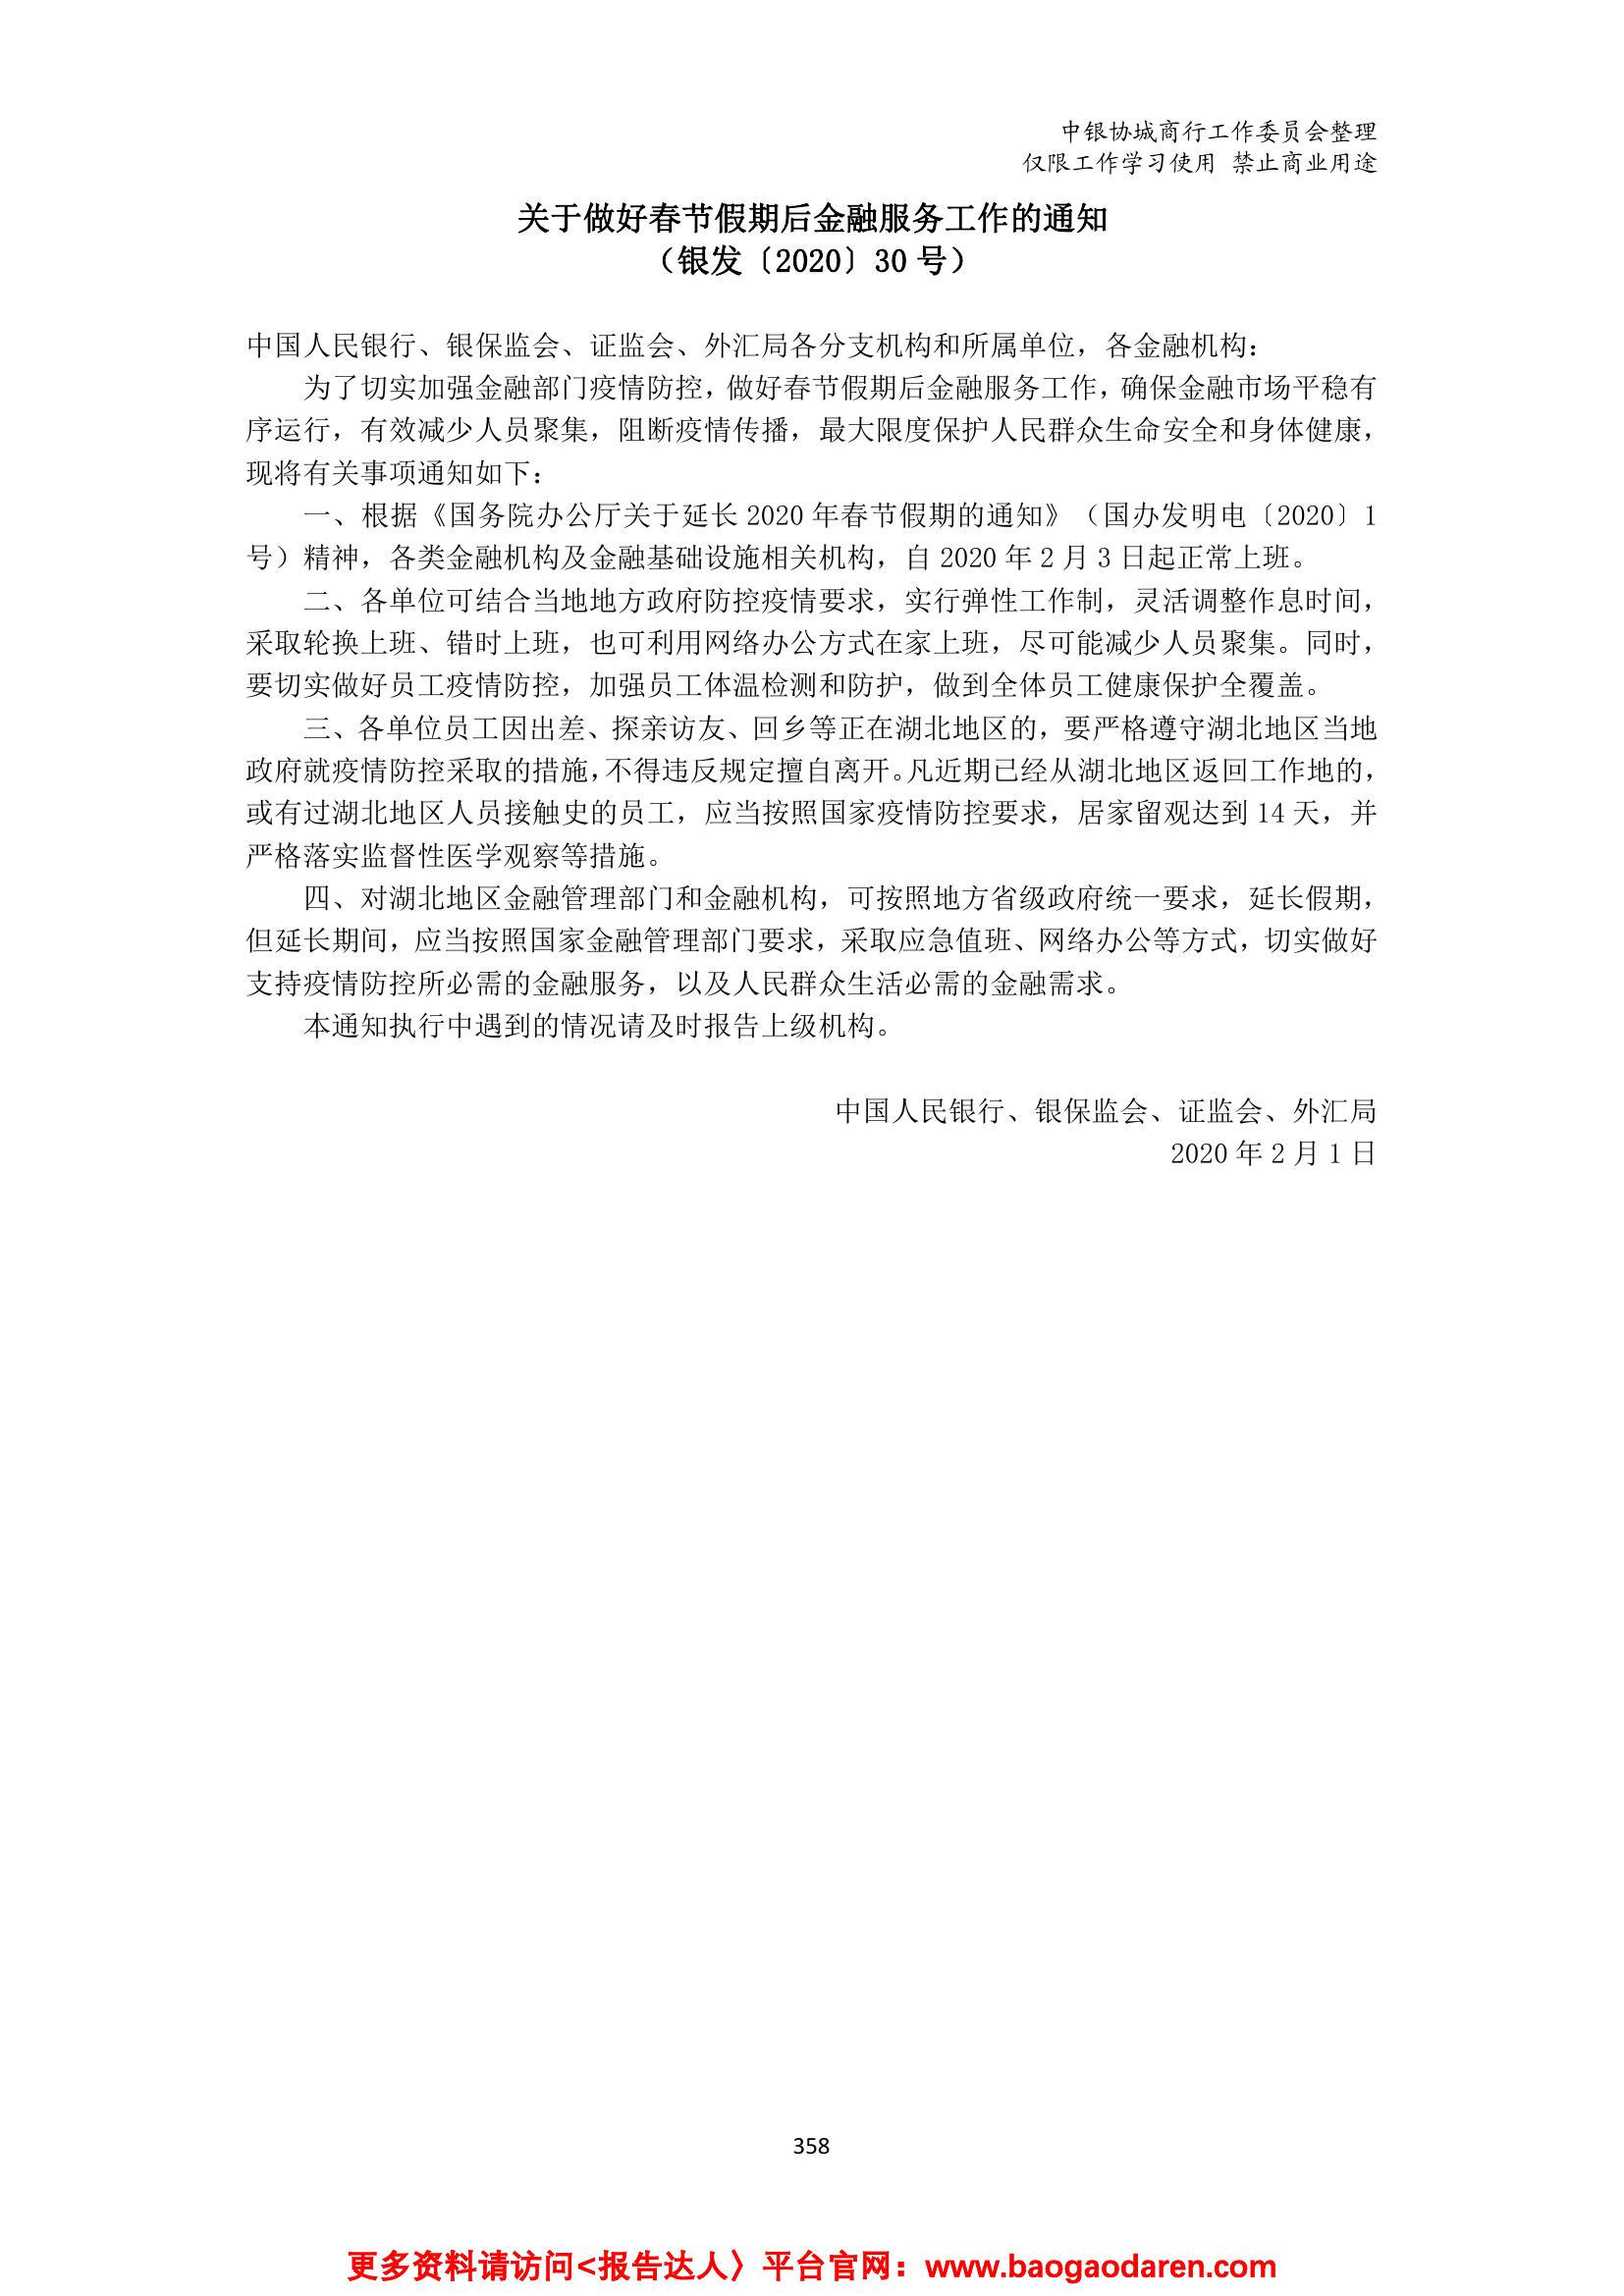 中银协城商行工作委员会整理
仅限工作学习使用 禁止商业用途
关于做好春节假期后金融服务工作的通知
（银发〔2020〕30 号）
中国人民银行、银保监会、证监会、外汇局各分支机构和所属单位，各金融机构：
为了切实加强金融部门疫情防控，做好春节假期后金融服务工作，确保金融市场平稳有
序运行，有效减少人员聚集，阻断疫情传播，最大限度保护人民群众生命安全和身体健康，
现将有关事项通知如下：
一、根据《国务院办公厅关于延长 2020 年春节假期的通知》（国办发明电〔2020〕1
号）精神，各类金融机构及金融基础设施相关机构，自 2020 年 2 月 3 日起正常上班。
二、各单位可结合当地地方政府防控疫情要求，实行弹性工作制，灵活调整作息时间，
采取轮换上班、错时上班，也可利用网络办公方式在家上班，尽可能减少人员聚集。同时，
要切实做好员工疫情防控，加强员工体温检测和防护，做到全体员工健康保护全覆盖。
三、各单位员工因出差、探亲访友、回乡等正在湖北地区的，要严格遵守湖北地区当地
政府就疫情防控采取的措施，不得违反规定擅自离开。凡近期已经从湖北地区返回工作地的，
或有过湖北地区人员接触史的员工，应当按照国家疫情防控要求，居家留观达到 14 天，并
严格落实监督性医学观察等措施。
四、对湖北地区金融管理部门和金融机构，可按照地方省级政府统一要求，延长假期，
但延长期间，应当按照国家金融管理部门要求，采取应急值班、网络办公等方式，切实做好
支持疫情防控所必需的金融服务，以及人民群众生活必需的金融需求。
本通知执行中遇到的情况请及时报告上级机构。
中国人民银行、银保监会、证监会、外汇局
2020 年 2 月 1 日
358
更多资料请访问<报告达人〉平台官网：www.baogaodaren.com